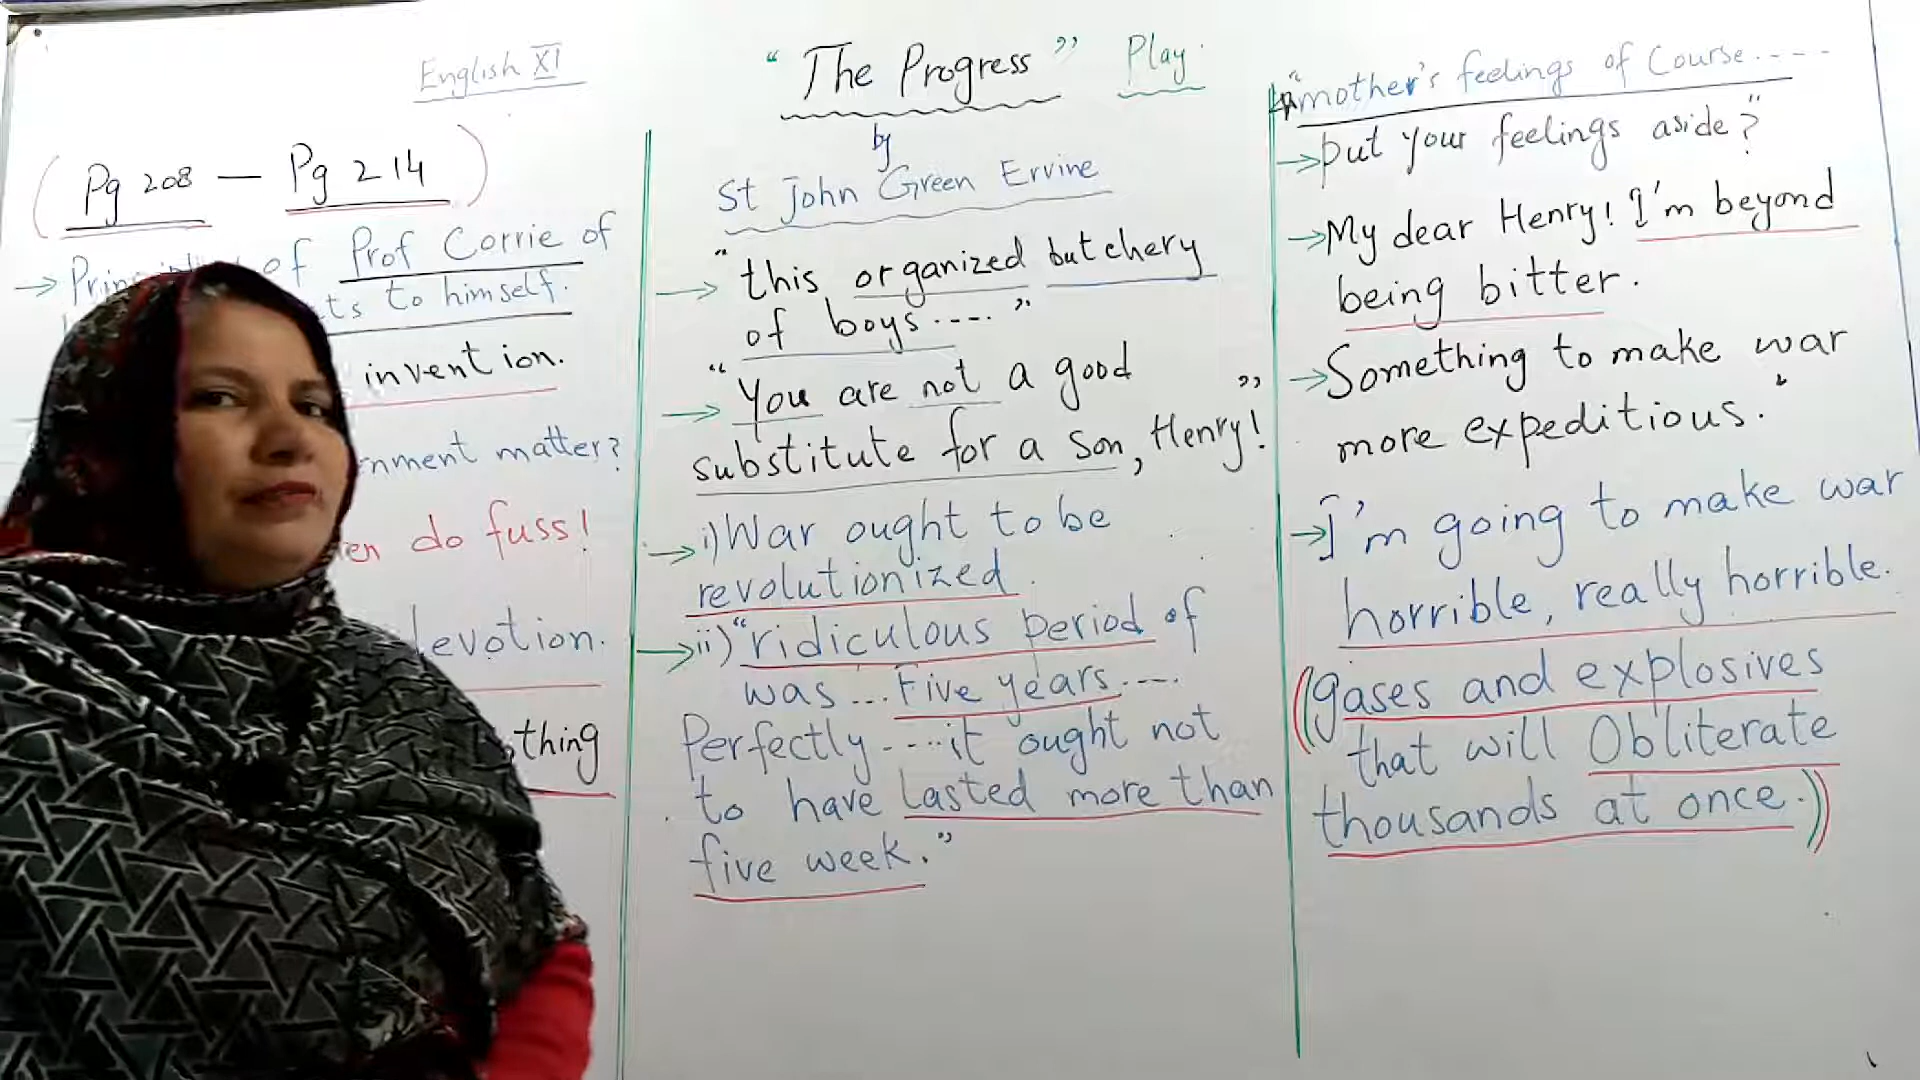 English XI
"The Progress" Play
by
St John Green Ervine
(Pg 208 — Pg 214)
→ of Prof Corrie of
to himself.
invention.
matter?
do fuss!
thing
→ "this organized butchery
of boys....."
→ "You are not a good
substitute for a son, Henry!"
→ i) War ought to be
revolutionized.
→ ii) "ridiculous period of
was ... Five years ....
Perfectly .....it ought not
to have lasted more than
five week."
"A mother's feelings of Course.....
→ put your feelings aside?"
→ My dear Henry! I'm beyond
being bitter.
→ Something to make war
more expeditious."
→ I'm going to make war
horrible, really horrible.
(gases and explosives
that will Obliterate
thousands at once.)